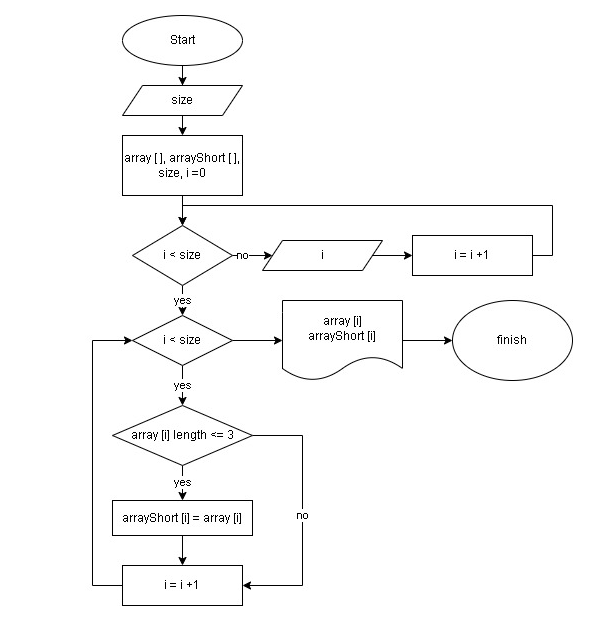 Start
size
array [ ], arrayShort [ ],
size, i =0
i < size
no
i
i = i +1
yes
i < size
array [i]
arrayShort [i]
finish
yes
array [i] length <= 3
yes
no
arrayShort [i] = array [i]
i = i +1